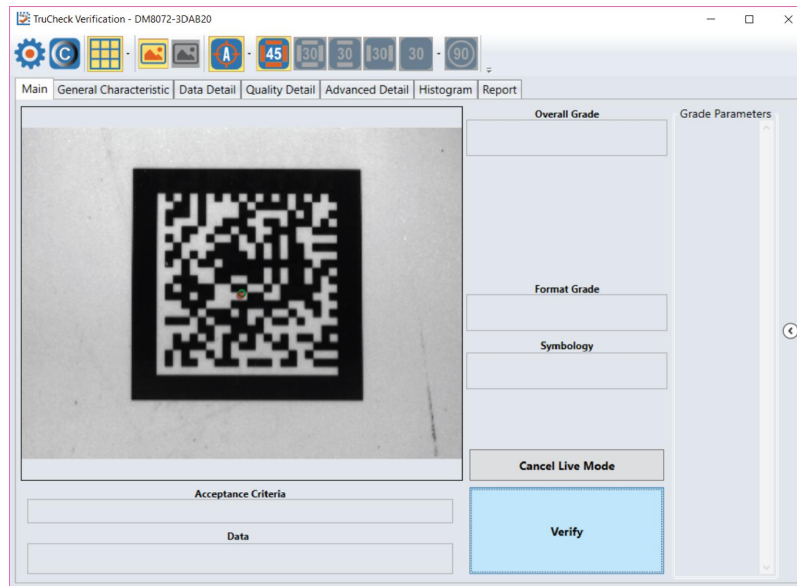 TruCheck Verification - DM8072-3DAB20
C A 45 30 30 30 30 90
Main General Characteristic Data Detail Quality Detail Advanced Detail Histogram Report
Overall Grade
Grade Parameters
Format Grade
Symbology
Cancel Live Mode
Acceptance Criteria
Verify
Data